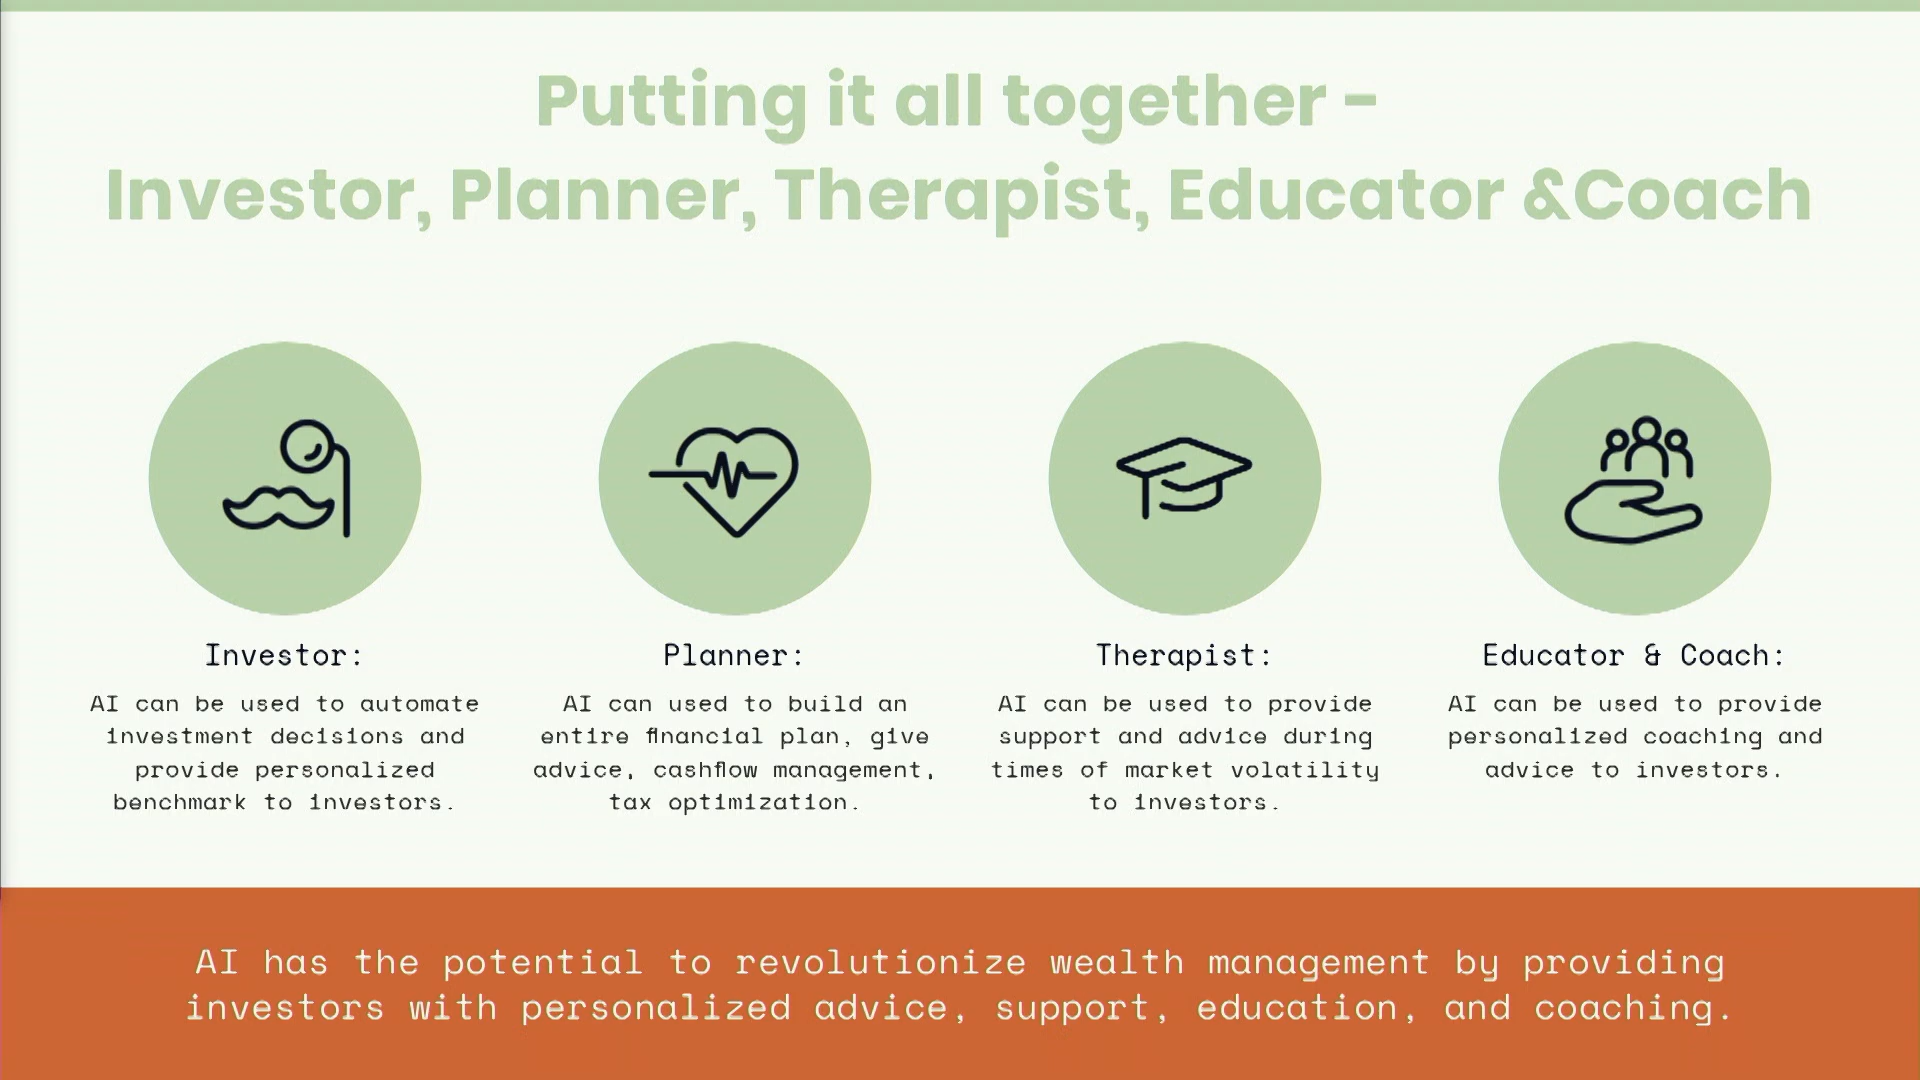 Putting it all together -
Investor, Planner, Therapist, Educator &Coach
Investor:
AI can be used to automate
investment decisions and
provide personalized
benchmark to investors.
Planner:
AI can used to build an
entire financial plan, give
advice, cashflow management,
tax optimization.
Therapist:
AI can be used to provide
support and advice during
times of market volatility
to investors.
Educator & Coach:
AI can be used to provide
personalized coaching and
advice to investors.
AI has the potential to revolutionize wealth management by providing
investors with personalized advice, support, education, and coaching.